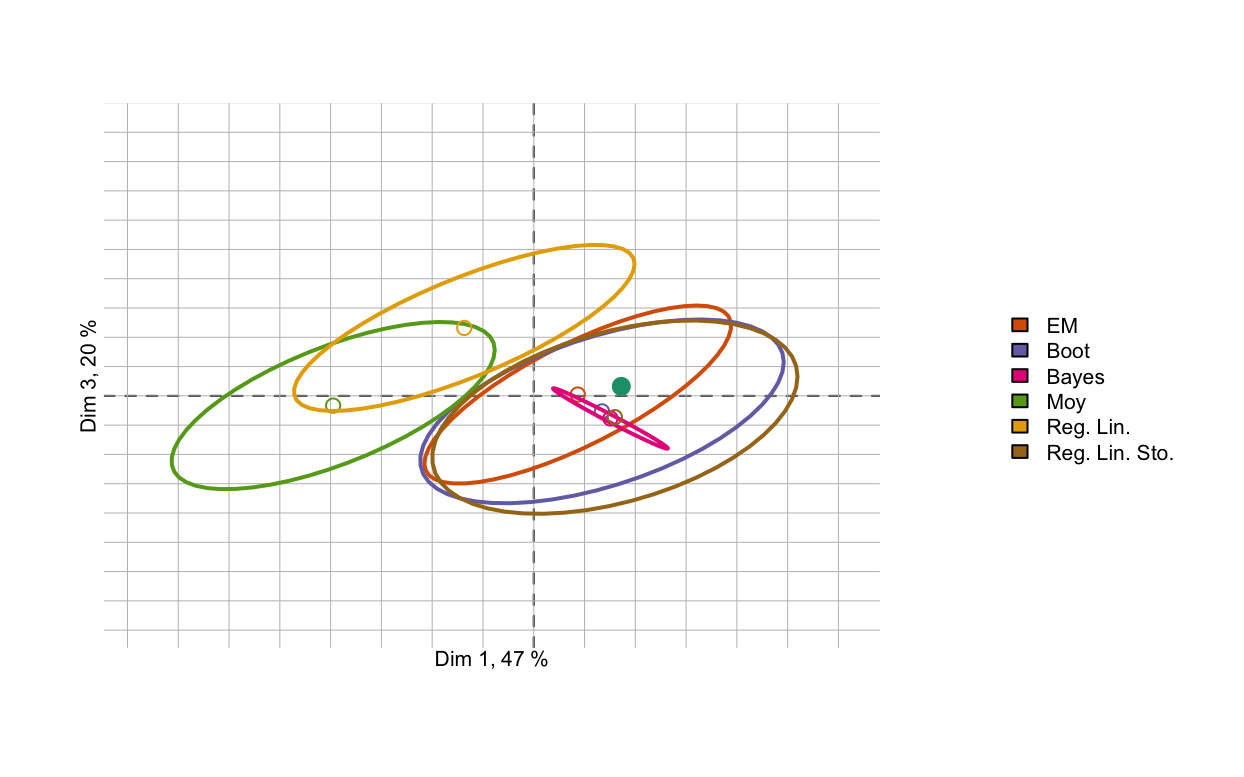 Dim 3, 20 %
Dim 1, 47 %
EM
Boot
Bayes
Moy
Reg. Lin.
Reg. Lin. Sto.